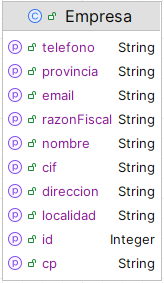 C Empresa
p telefono String
p provincia String
p email String
p razonFiscal String
p nombre String
p cif String
p direccion String
p localidad String
p id Integer
p cp String